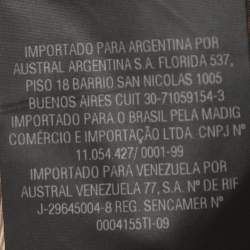 IMPORTADO PARA ARGENTINA POR
AUSTRAL ARGENTINA S.A. FLORIDA 537,
PISO 18 BARRIO SAN NICOLAS 1005
BUENOS AIRES CUIT 30-71059154-3
IMPORTADO PARA O BRASIL PELA MADIG
COMÉRCIO E IMPORTAÇÃO LTDA. CNPJ Nº
11.054.427/ 0001-99
IMPORTADO PARA VENEZUELA POR
AUSTRAL VENEZUELA 77, S.A. Nº DE RIF
J-29645004-8 REG. SENCAMER Nº
0004155TI-09